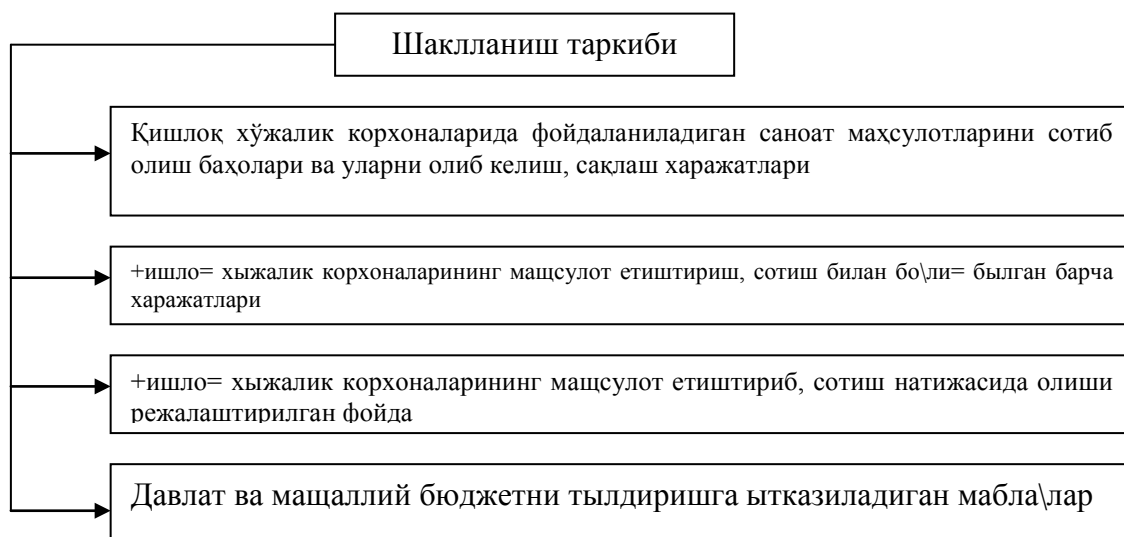 Шаклланиш таркиби
Қишлоқ хўжалик корхоналарида фойдаланиладиган саноат маҳсулотларини сотиб
олиш баҳолари ва уларни олиб келиш, сақлаш харажатлари
+ишло= хыжалик корхоналарининг мащсулот етиштириш, сотиш билан бо\ли= былган барча
харажатлари
+ишло= хыжалик корхоналарининг мащсулот етиштириб, сотиш натижасида олиши
режалаштирилган фойда
Давлат ва мащаллий бюджетни тылдиришга ытказиладиган мабла\лар